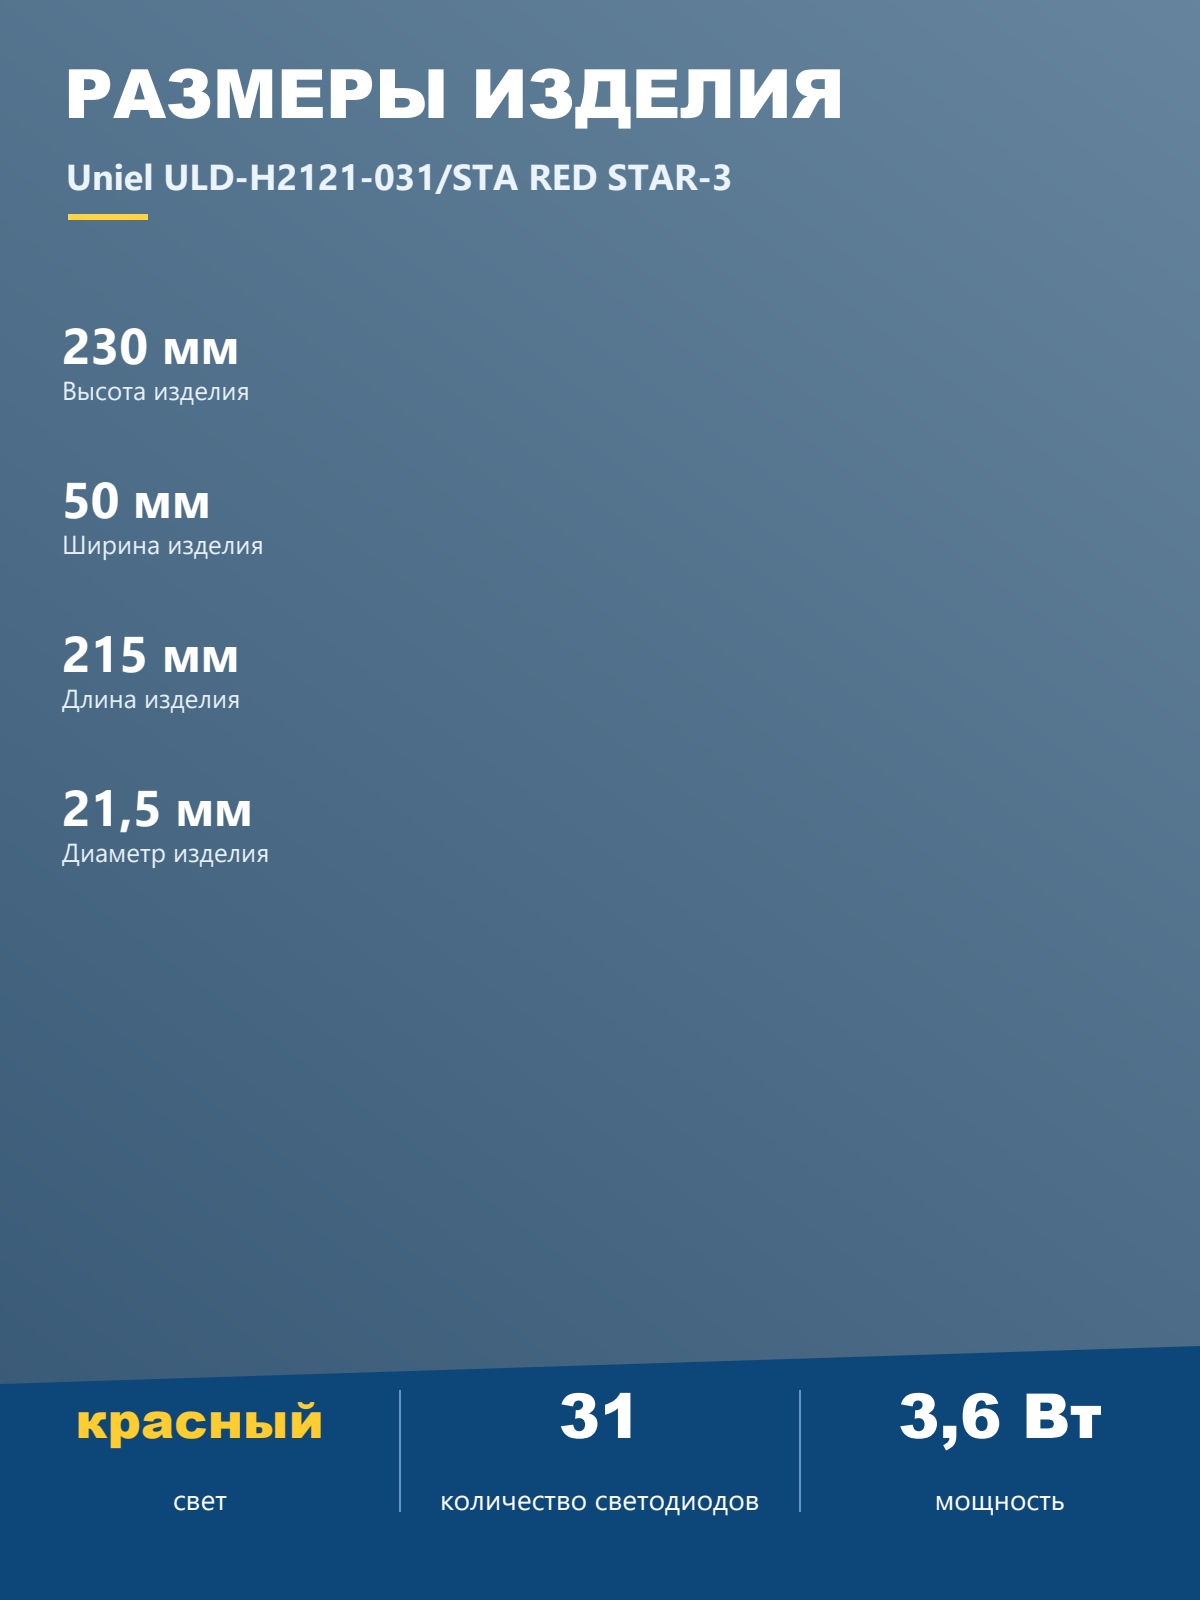 РАЗМЕРЫ ИЗДЕЛИЯ
Uniel ULD-H2121-031/STA RED STAR-3
230 мм
Высота изделия
50 мм
Ширина изделия
215 мм
Длина изделия
21,5 мм
Диаметр изделия
красный
свет
31
количество светодиодов
3,6 Вт
мощность